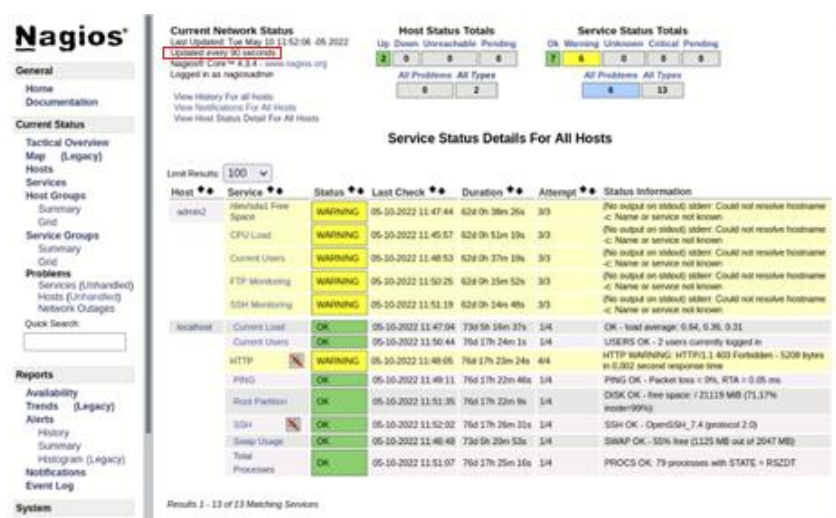 Nagios®
General
Home
Documentation
Current Status
Tactical Overview
Map (Legacy)
Hosts
Services
Host Groups
Summary
Grid
Service Groups
Summary
Grid
Problems
Services (Unhandled)
Hosts (Unhandled)
Network Outages
Quick Search:
Reports
Availability
Trends (Legacy)
Alerts
History
Summary
Histogram (Legacy)
Notifications
Event Log
System
Current Network Status
Last Updated: Tue May 10 11:52:06 -05 2022
Updated every 90 seconds
Nagios® Core™ 4.3.4 - www.nagios.org
Logged in as nagiosadmin
View History For all hosts
View Notifications For All Hosts
View Host Status Detail For All Hosts
Host Status Totals
Up Down Unreachable Pending
2 0 0 0
All Problems All Types
0 2
Service Status Totals
Ok Warning Unknown Critical Pending
7 6 0 0 0
All Problems All Types
6 13
Service Status Details For All Hosts
Limit Results: 100
Host Service Status Last Check Duration Attempt Status Information
admin2 /dev/sda1 Free Space WARNING 05-10-2022 11:47:44 62d 0h 38m 26s 3/3 (No output on stdout) stderr: Could not resolve hostname -c: Name or service not known
CPU Load WARNING 05-10-2022 11:45:57 62d 0h 51m 19s 3/3 (No output on stdout) stderr: Could not resolve hostname -c: Name or service not known
Current Users WARNING 05-10-2022 11:48:53 62d 0h 37m 19s 3/3 (No output on stdout) stderr: Could not resolve hostname -c: Name or service not known
FTP Monitoring WARNING 05-10-2022 11:50:25 62d 0h 15m 52s 3/3 (No output on stdout) stderr: Could not resolve hostname -c: Name or service not known
SSH Monitoring WARNING 05-10-2022 11:51:19 62d 0h 14m 48s 3/3 (No output on stdout) stderr: Could not resolve hostname -c: Name or service not known
localhost Current Load OK 05-10-2022 11:47:04 73d 5h 16m 37s 1/4 OK - load average: 0.64, 0.36, 0.31
Current Users OK 05-10-2022 11:50:44 76d 17h 24m 1s 1/4 USERS OK - 2 users currently logged in
HTTP WARNING 05-10-2022 11:48:05 76d 17h 23m 24s 4/4 HTTP WARNING: HTTP/1.1 403 Forbidden - 5208 bytes in 0,002 second response time
PING OK 05-10-2022 11:49:11 76d 17h 22m 46s 1/4 PING OK - Packet loss = 0%, RTA = 0.05 ms
Root Partition OK 05-10-2022 11:51:35 76d 17h 22m 9s 1/4 DISK OK - free space: / 21119 MiB (71,17% inode=99%):
SSH OK 05-10-2022 11:52:02 76d 17h 26m 31s 1/4 SSH OK - OpenSSH_7.4 (protocol 2.0)
Swap Usage OK 05-10-2022 11:48:48 73d 5h 20m 53s 1/4 SWAP OK - 55% free (1125 MB out of 2047 MB)
Total Processes OK 05-10-2022 11:51:07 76d 17h 25m 16s 1/4 PROCS OK: 79 processes with STATE = RSZDT
Results 1 - 13 of 13 Matching Services